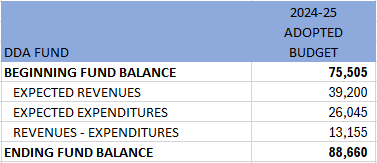 2024-25
ADOPTED
DDA FUND BUDGET
BEGINNING FUND BALANCE 75,505
EXPECTED REVENUES 39,200
EXPECTED EXPENDITURES 26,045
REVENUES - EXPENDITURES 13,155
ENDING FUND BALANCE 88,660